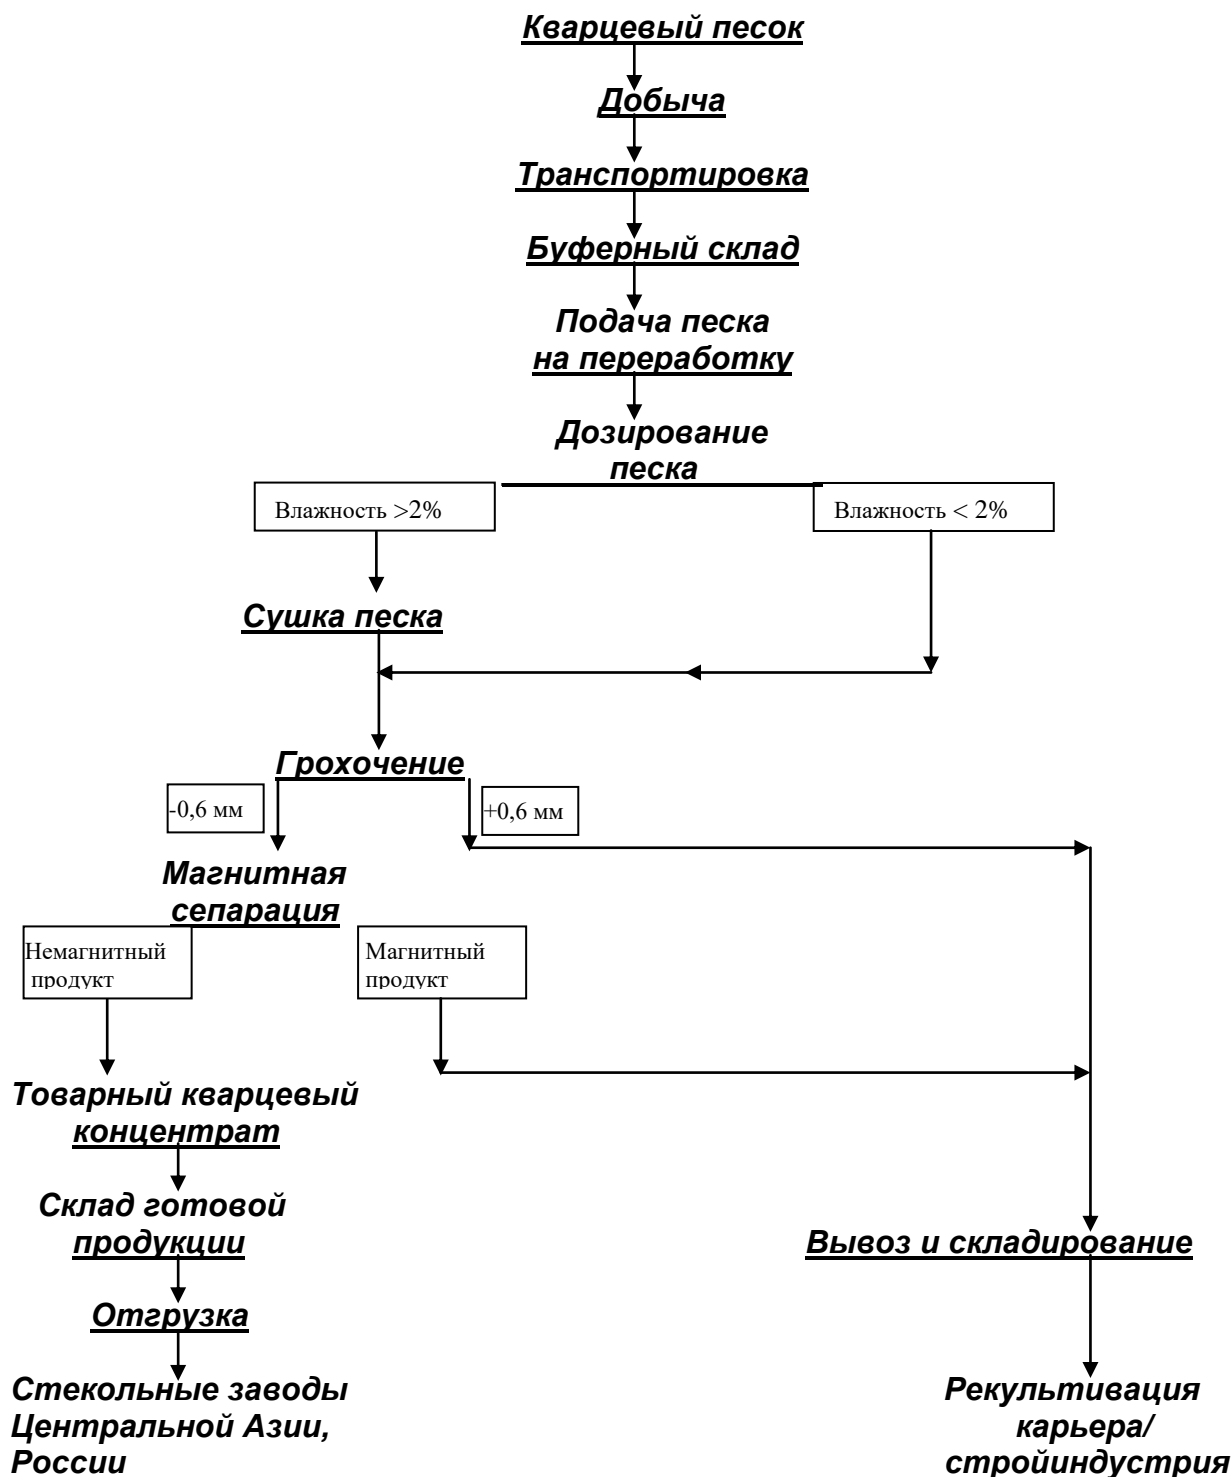 Кварцевый песок
Добыча
Транспортировка
Буферный склад
Подача песка
на переработку
Дозирование
песка
Влажность >2%
Влажность < 2%
Сушка песка
Грохочение
-0,6 мм
+0,6 мм
Магнитная
сепарация
Немагнитный
продукт
Магнитный
продукт
Товарный кварцевый
концентрат
Склад готовой
продукции
Вывоз и складирование
Отгрузка
Стекольные заводы
Центральной Азии,
России
Рекультивация
карьера/
стройиндустрия